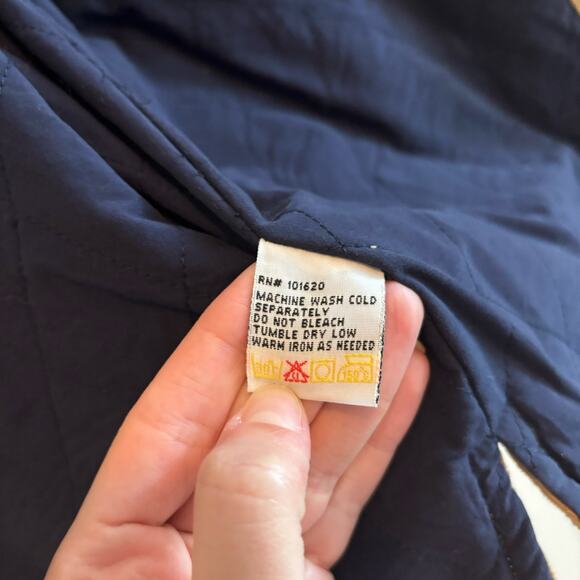 RN# 101620
MACHINE WASH COLD
SEPARATELY
DO NOT BLEACH
TUMBLE DRY LOW
WARM IRON AS NEEDED